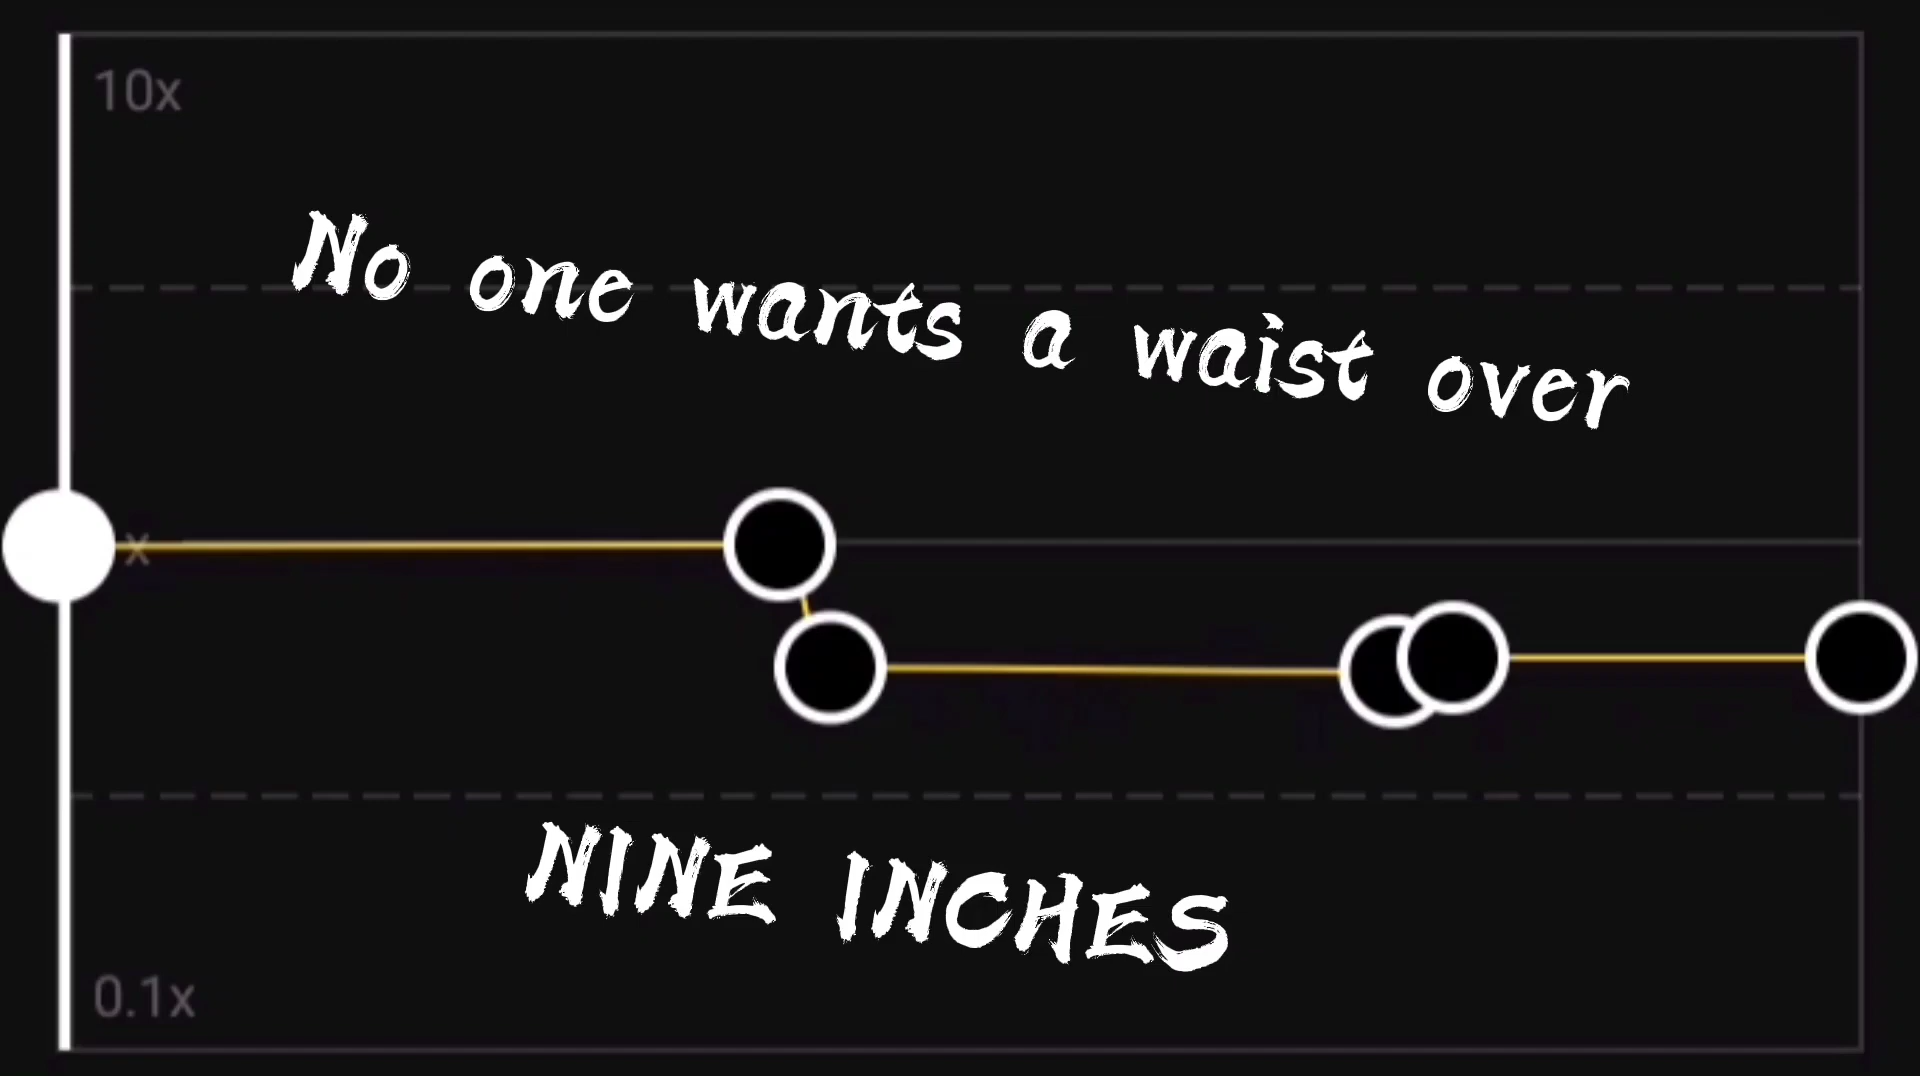 10x
No one wants a waist over
x
NINE INCHES
0.1x